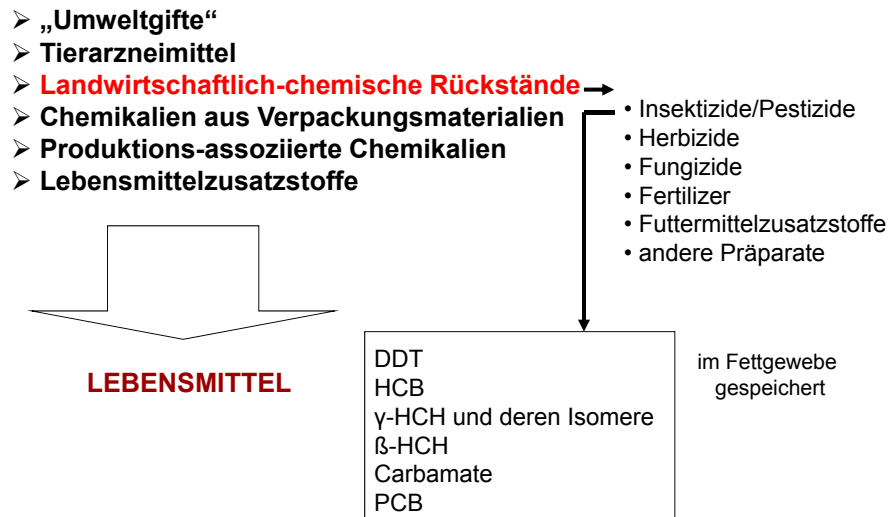 ➢ „Umweltgifte“
➢ Tierarzneimittel
➢ Landwirtschaftlich-chemische Rückstände
➢ Chemikalien aus Verpackungsmaterialien
➢ Produktions-assoziierte Chemikalien
➢ Lebensmittelzusatzstoffe
• Insektizide/Pestizide
• Herbizide
• Fungizide
• Fertilizer
• Futtermittelzusatzstoffe
• andere Präparate
LEBENSMITTEL
DDT
HCB
γ-HCH und deren Isomere
ß-HCH
Carbamate
PCB
im Fettgewebe
gespeichert